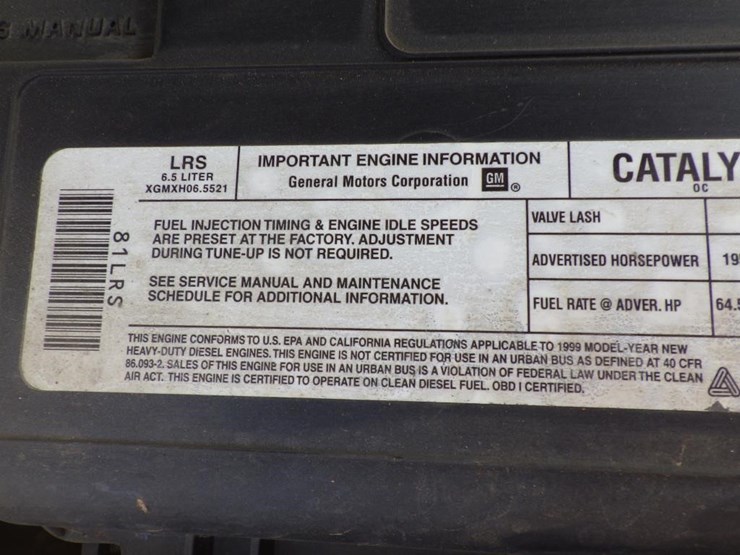 S MANUAL
LRS
6.5 LITER
XGMXH06.5521
IMPORTANT ENGINE INFORMATION
General Motors Corporation GM ®
CATALY
OC
81LRS
FUEL INJECTION TIMING & ENGINE IDLE SPEEDS
ARE PRESET AT THE FACTORY. ADJUSTMENT
DURING TUNE-UP IS NOT REQUIRED.
SEE SERVICE MANUAL AND MAINTENANCE
SCHEDULE FOR ADDITIONAL INFORMATION.
VALVE LASH
ADVERTISED HORSEPOWER 19
FUEL RATE @ ADVER. HP 64.
THIS ENGINE CONFORMS TO U.S. EPA AND CALIFORNIA REGULATIONS APPLICABLE TO 1999 MODEL-YEAR NEW
HEAVY-DUTY DIESEL ENGINES. THIS ENGINE IS NOT CERTIFIED FOR USE IN AN URBAN BUS AS DEFINED AT 40 CFR
86.093-2. SALES OF THIS ENGINE FOR USE IN AN URBAN BUS IS A VIOLATION OF FEDERAL LAW UNDER THE CLEAN
AIR ACT. THIS ENGINE IS CERTIFIED TO OPERATE ON CLEAN DIESEL FUEL. OBD I CERTIFIED.